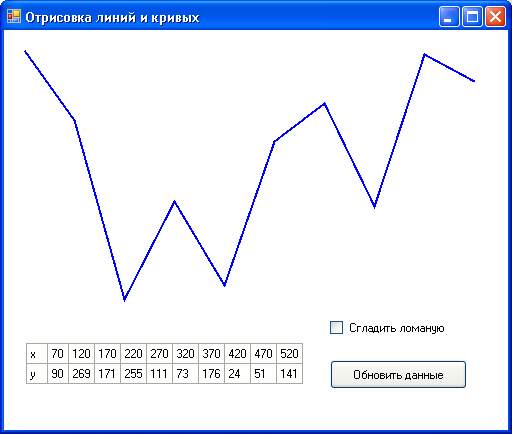 Отрисовка линий и кривых
Сгладить ломаную
x 70 120 170 220 270 320 370 420 470 520
y 90 269 171 255 111 73 176 24 51 141
Обновить данные